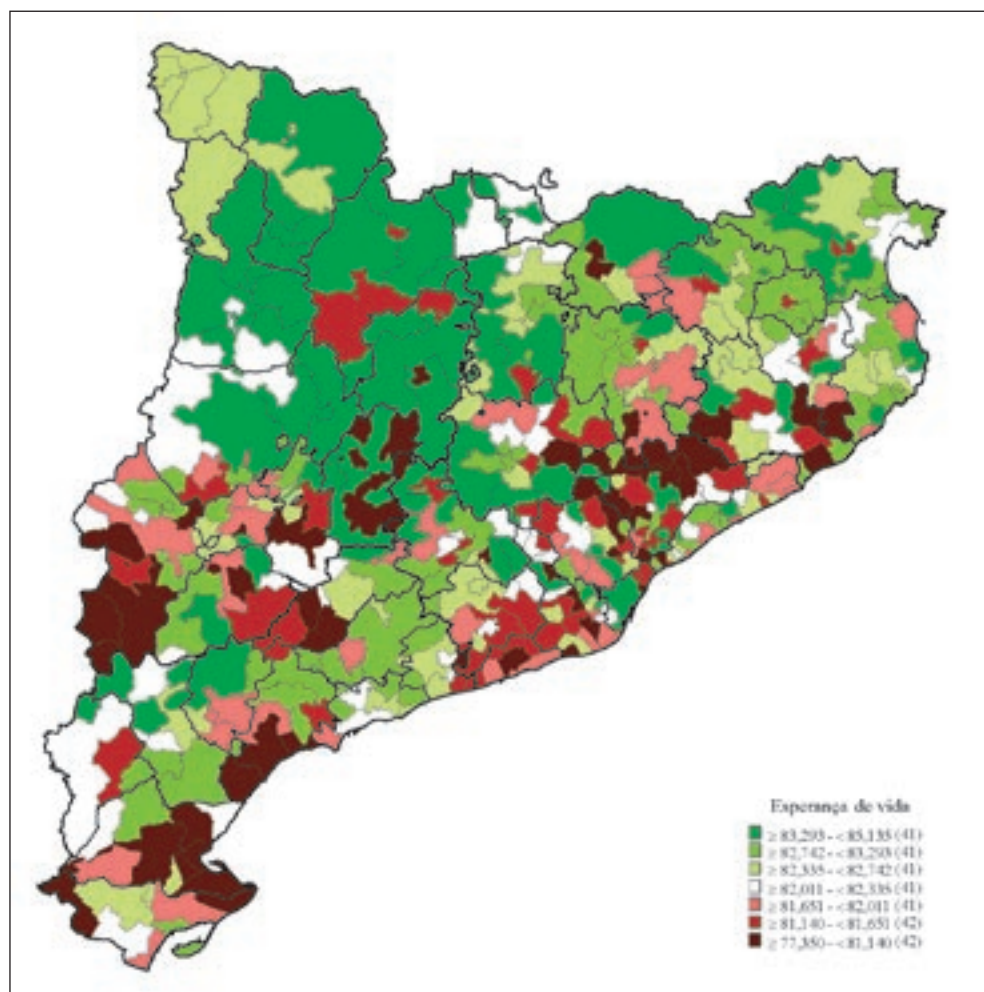 Esperança de vida
≥ 83,293 - < 85,135 (41)
≥ 82,742 - < 83,293 (41)
≥ 82,335 - < 82,742 (41)
≥ 82,011 - < 82,335 (41)
≥ 81,651 - < 82,011 (41)
≥ 81,140 - < 81,651 (42)
≥ 77,350 - < 81,140 (42)